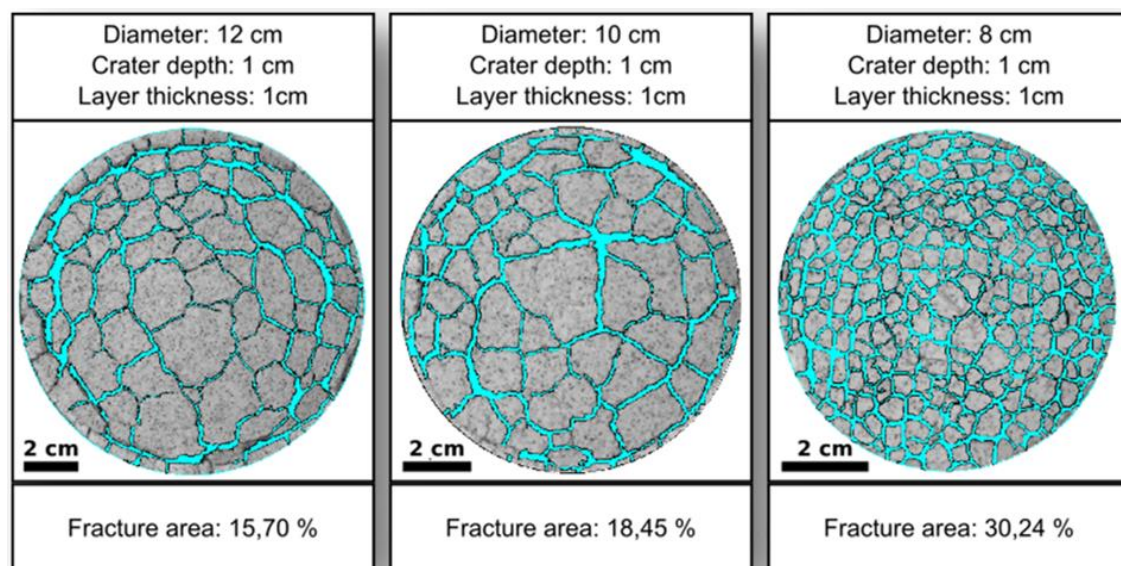 Diameter: 12 cm
Crater depth: 1 cm
Layer thickness: 1cm
2 cm
Fracture area: 15,70 %
Diameter: 10 cm
Crater depth: 1 cm
Layer thickness: 1cm
2 cm
Fracture area: 18,45 %
Diameter: 8 cm
Crater depth: 1 cm
Layer thickness: 1cm
2 cm
Fracture area: 30,24 %